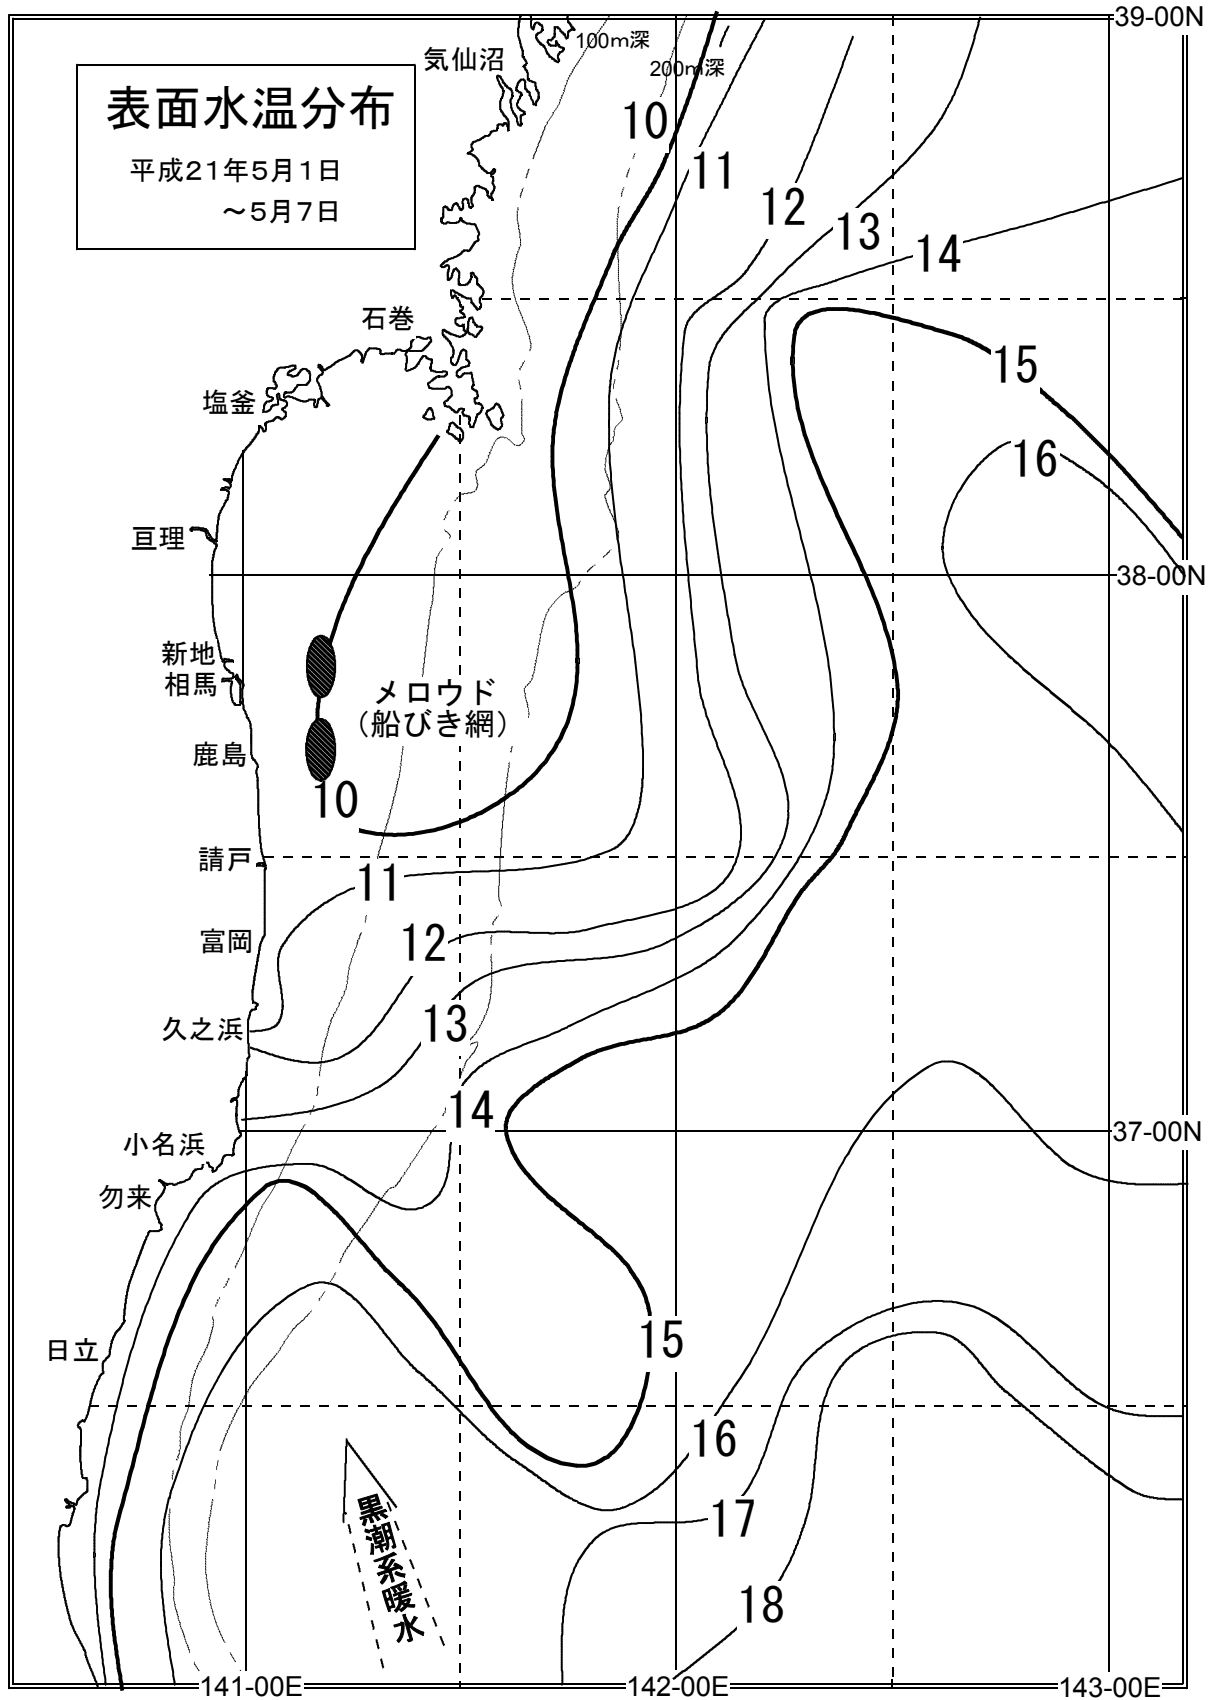 39-00N
100m深
気仙沼
200m深
表面水温分布
平成21年5月1日
～5月7日
10
11
12
13
14
石巻
15
塩釜
16
亘理
38-00N
新地
相馬
メロウド
(船びき網)
鹿島
10
請戸
11
富岡
12
久之浜
13
14
37-00N
小名浜
勿来
15
日立
16
黒潮系暖水
17
18
141-00E
142-00E
143-00E